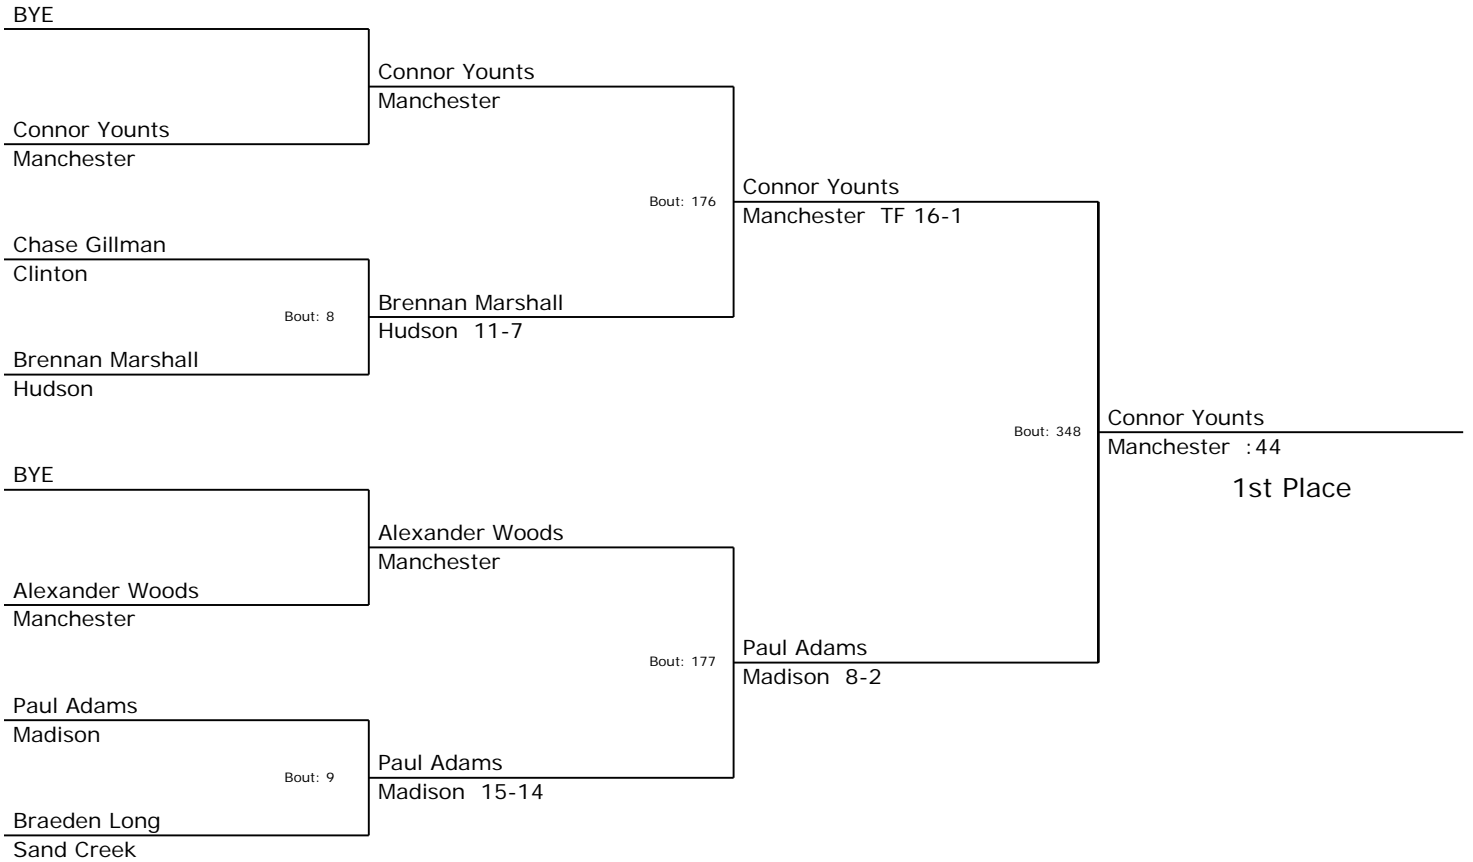 BYE
Connor Younts
Manchester
Connor Younts
Manchester
Bout: 176
Connor Younts
Manchester TF 16-1
Chase Gillman
Clinton
Bout: 8
Brennan Marshall
Hudson 11-7
Brennan Marshall
Hudson
Bout: 348
Connor Younts
Manchester :44
1st Place
BYE
Alexander Woods
Manchester
Alexander Woods
Manchester
Bout: 177
Paul Adams
Madison 8-2
Paul Adams
Madison
Bout: 9
Paul Adams
Madison 15-14
Braeden Long
Sand Creek